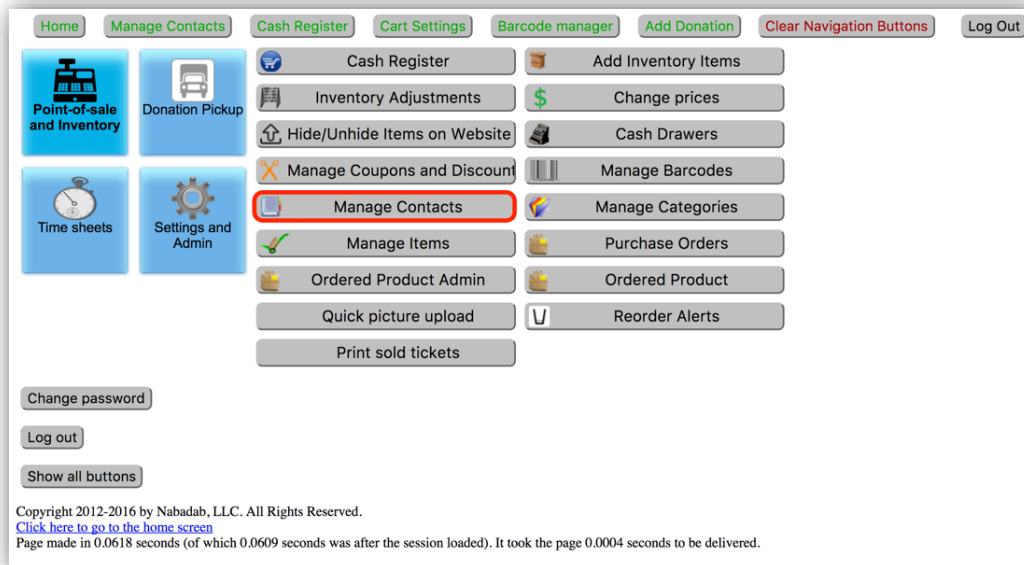 Home Manage Contacts Cash Register Cart Settings Barcode manager Add Donation Clear Navigation Buttons Log Out
Point-of-sale
and Inventory
Donation Pickup
Time sheets
Settings and
Admin
Cash Register
Add Inventory Items
Inventory Adjustments
Change prices
Hide/Unhide Items on Website
Cash Drawers
Manage Coupons and Discount
Manage Barcodes
Manage Contacts
Manage Categories
Manage Items
Purchase Orders
Ordered Product Admin
Ordered Product
Quick picture upload
Reorder Alerts
Print sold tickets
Change password
Log out
Show all buttons
Copyright 2012-2016 by Nabadab, LLC. All Rights Reserved.
Click here to go to the home screen
Page made in 0.0618 seconds (of which 0.0609 seconds was after the session loaded). It took the page 0.0004 seconds to be delivered.